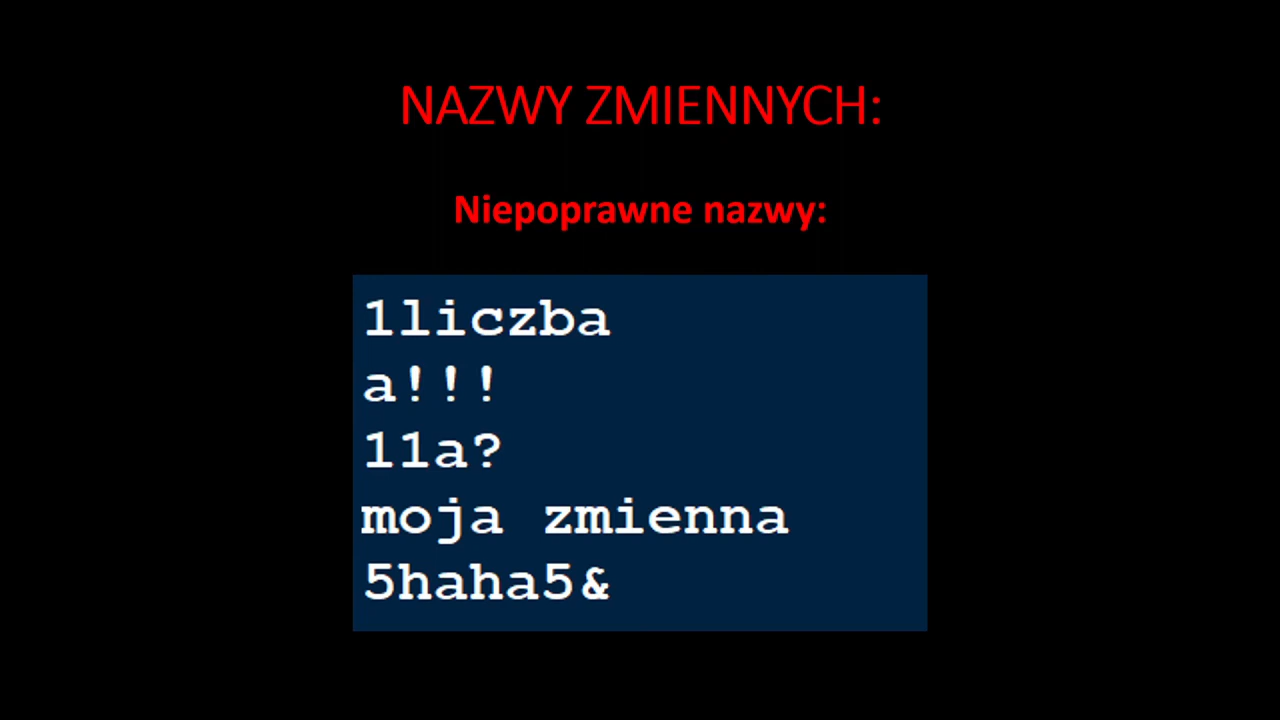 NAZWY ZMIENNYCH:
Niepoprawne nazwy:
1liczba
a!!!
11a?
moja zmienna
5haha5&